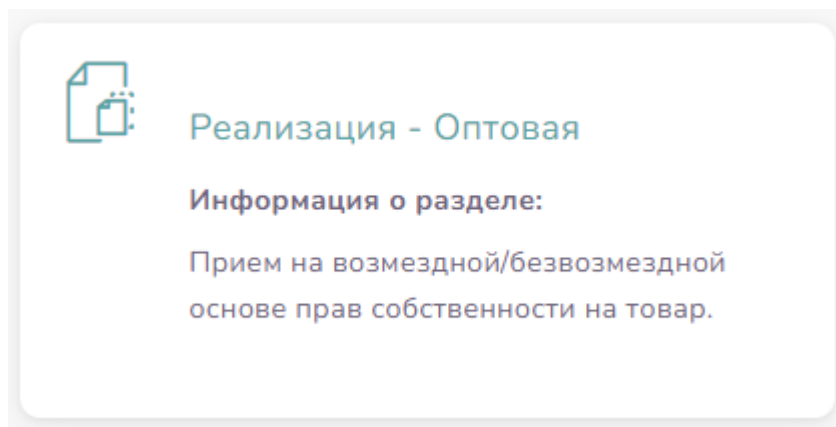 Реализация - Оптовая
Информация о разделе:
Прием на возмездной/безвозмездной
основе прав собственности на товар.